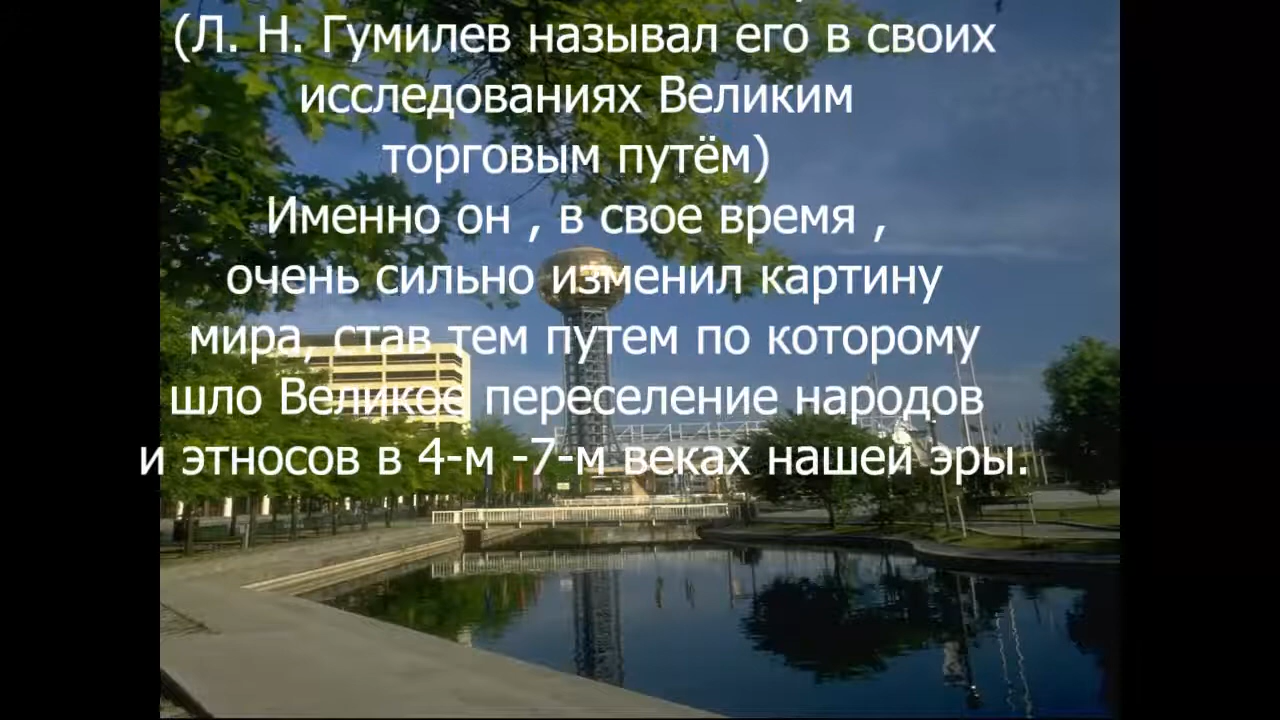 (Л. Н. Гумилев называл его в своих
исследованиях Великим
торговым путём)
Именно он , в свое время ,
очень сильно изменил картину
мира, став тем путем по которому
шло Великое переселение народов
и этносов в 4-м -7-м веках нашей эры.